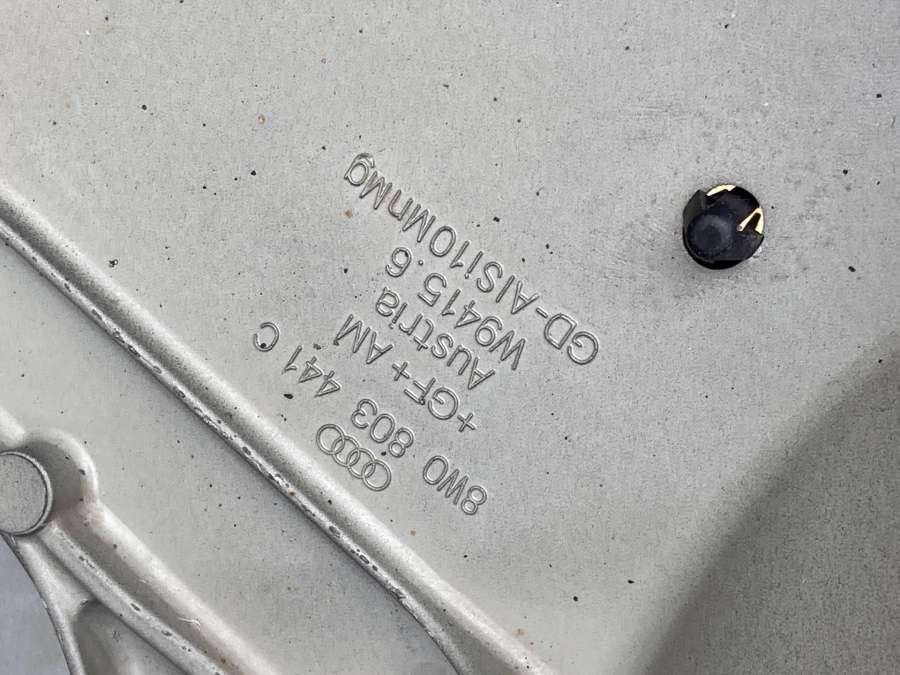 8W0 803 441 C
+GF+ AM
Austria
W9415.6
GD-AlSi10MnMg